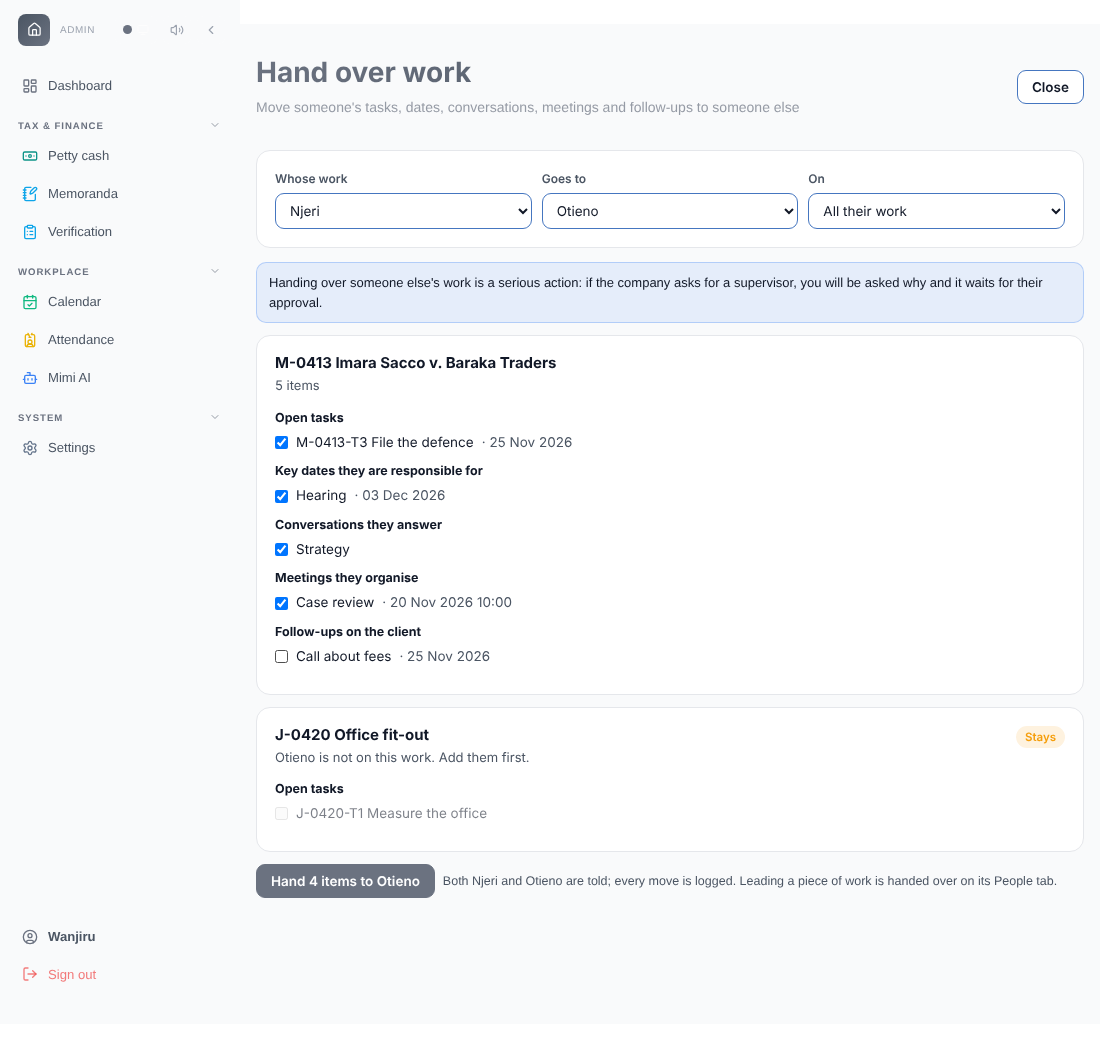 ADMIN
Dashboard
TAX & FINANCE
Petty cash
Memoranda
Verification
WORKPLACE
Calendar
Attendance
Mimi AI
SYSTEM
Settings
Wanjiru
Sign out
Hand over work
Move someone's tasks, dates, conversations, meetings and follow-ups to someone else
Close
Whose work
Njeri
Goes to
Otieno
On
All their work
Handing over someone else's work is a serious action: if the company asks for a supervisor, you will be asked why and it waits for their
approval.
M-0413 Imara Sacco v. Baraka Traders
5 items
Open tasks
M-0413-T3 File the defence · 25 Nov 2026
Key dates they are responsible for
Hearing · 03 Dec 2026
Conversations they answer
Strategy
Meetings they organise
Case review · 20 Nov 2026 10:00
Follow-ups on the client
Call about fees · 25 Nov 2026
J-0420 Office fit-out
Stays
Otieno is not on this work. Add them first.
Open tasks
J-0420-T1 Measure the office
Hand 4 items to Otieno
Both Njeri and Otieno are told; every move is logged. Leading a piece of work is handed over on its People tab.